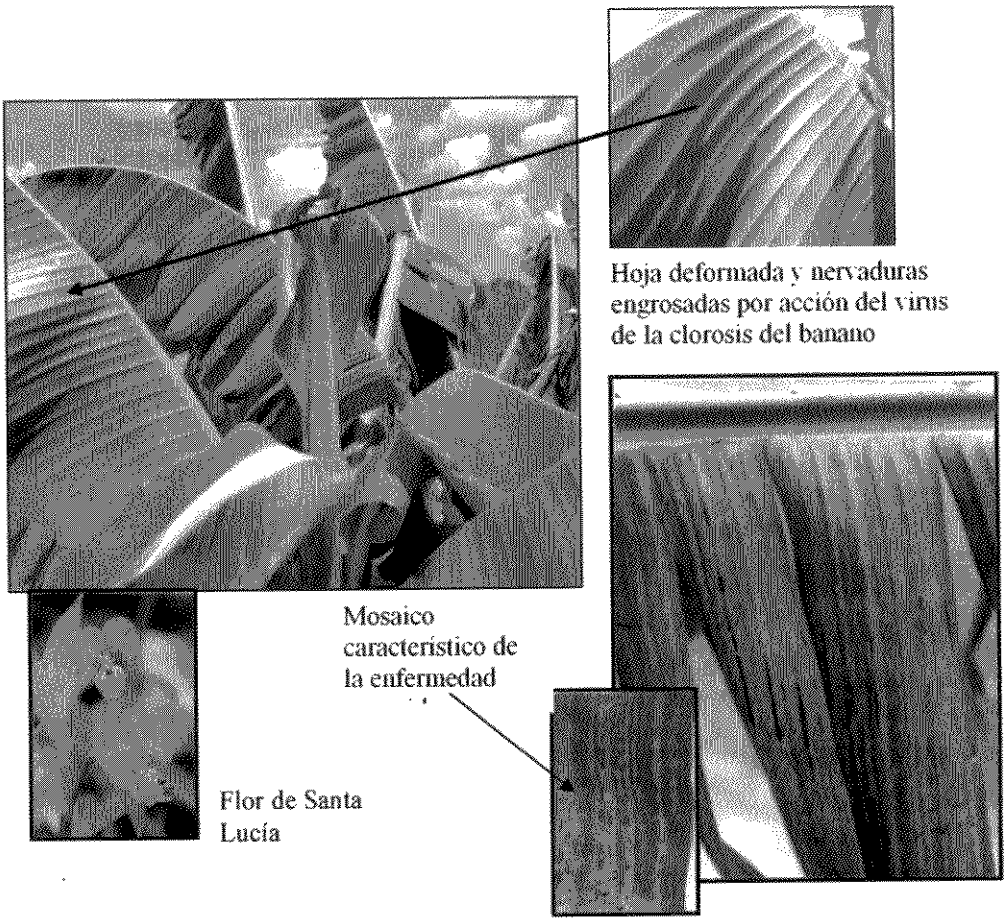 Hoja deformada y nervaduras
engrosadas por acción del virus
de la clorosis del banano
Mosaico
característico de
la enfermedad
Flor de Santa
Lucía